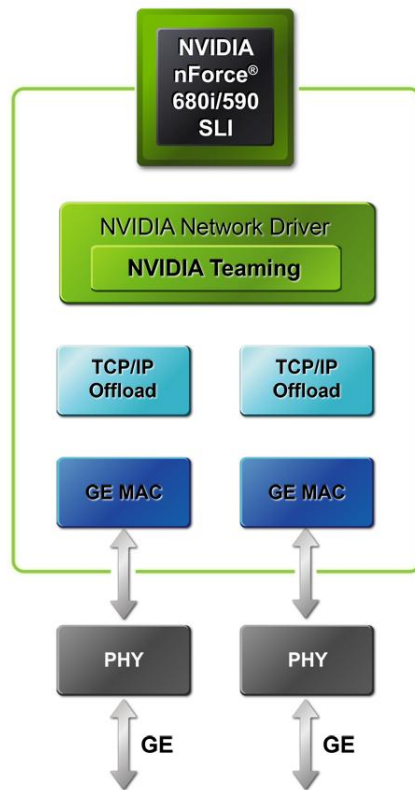 NVIDIA
nForce®
680i/590
SLI
NVIDIA Network Driver
NVIDIA Teaming
TCP/IP
Offload
TCP/IP
Offload
GE MAC
GE MAC
PHY
PHY
GE
GE